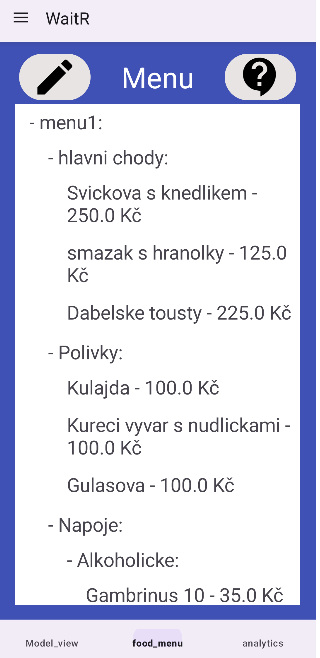 WaitR
Menu
- menu1:
- hlavni chody:
Svickova s knedlikem -
250.0 Kč
smazak s hranolky - 125.0
Kč
Dabelske tousty - 225.0 Kč
- Polivky:
Kulajda - 100.0 Kč
Kureci vyvar s nudlickami -
100.0 Kč
Gulasova - 100.0 Kč
- Napoje:
- Alkoholicke:
Gambrinus 10 - 35.0 Kč
Model_view
food_menu
analytics